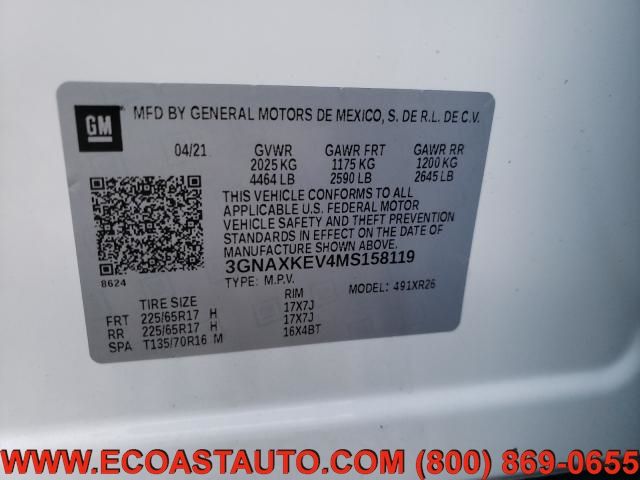 GM
MFD BY GENERAL MOTORS DE MEXICO, S. DE R.L. DE C.V.
04/21 GVWR GAWR FRT GAWR RR
2025 KG 1175 KG 1200 KG
4464 LB 2590 LB 2645 LB
THIS VEHICLE CONFORMS TO ALL
APPLICABLE U.S. FEDERAL MOTOR
VEHICLE SAFETY AND THEFT PREVENTION
STANDARDS IN EFFECT ON THE DATE OF
MANUFACTURE SHOWN ABOVE.
8624 3GNAXKEV4MS158119
TYPE: M.P.V. MODEL: 491XR26
TIRE SIZE RIM
FRT 225/65R17 H 17X7J
RR 225/65R17 H 17X7J
SPA T135/70R16 M 16X4BT
WWW.ECOASTAUTO.COM (800) 869-0655